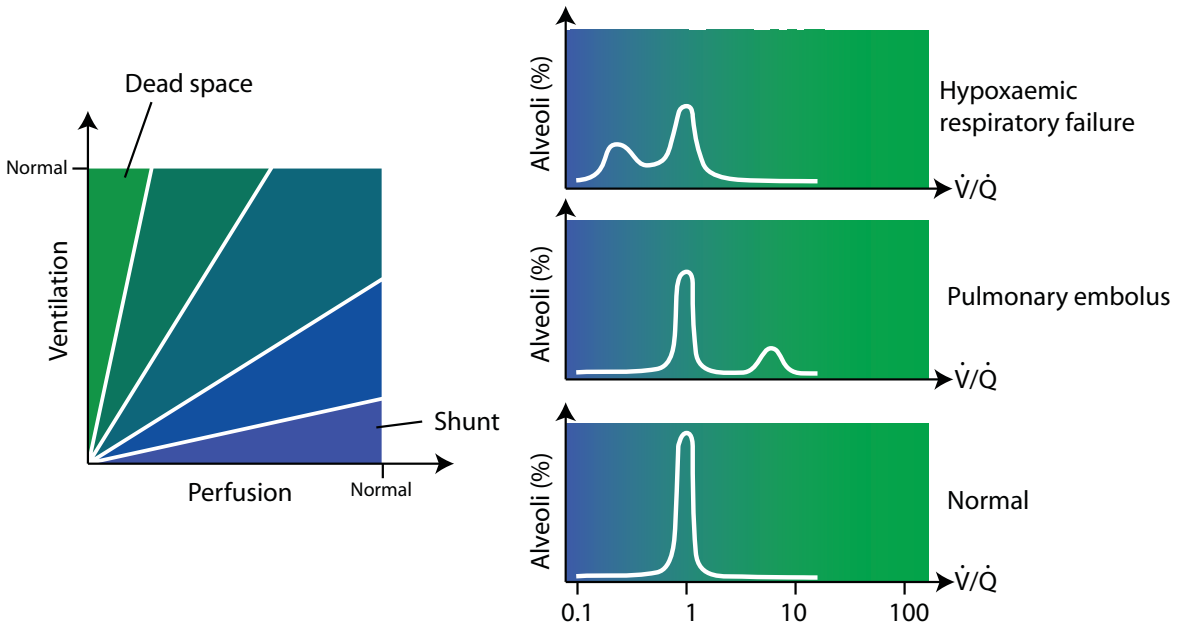 Dead space
Normal
Ventilation
Shunt
Perfusion
Normal
Alveoli (%)
Hypoxaemic
respiratory failure
V̇/Q̇
Alveoli (%)
Pulmonary embolus
V̇/Q̇
Alveoli (%)
Normal
V̇/Q̇
0.1 1 10 100